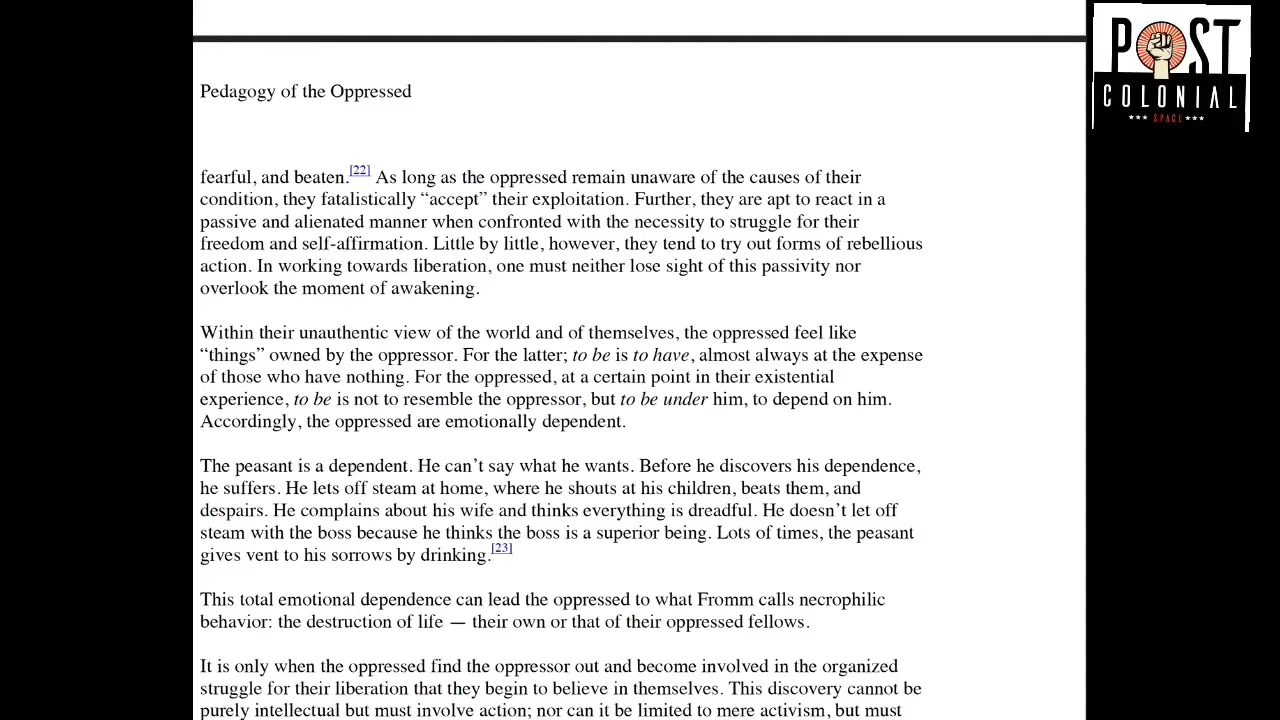 POST
COLONIAL
SPACE
Pedagogy of the Oppressed
fearful, and beaten.[22] As long as the oppressed remain unaware of the causes of their
condition, they fatalistically “accept” their exploitation. Further, they are apt to react in a
passive and alienated manner when confronted with the necessity to struggle for their
freedom and self-affirmation. Little by little, however, they tend to try out forms of rebellious
action. In working towards liberation, one must neither lose sight of this passivity nor
overlook the moment of awakening.
Within their unauthentic view of the world and of themselves, the oppressed feel like
“things” owned by the oppressor. For the latter; to be is to have, almost always at the expense
of those who have nothing. For the oppressed, at a certain point in their existential
experience, to be is not to resemble the oppressor, but to be under him, to depend on him.
Accordingly, the oppressed are emotionally dependent.
The peasant is a dependent. He can’t say what he wants. Before he discovers his dependence,
he suffers. He lets off steam at home, where he shouts at his children, beats them, and
despairs. He complains about his wife and thinks everything is dreadful. He doesn’t let off
steam with the boss because he thinks the boss is a superior being. Lots of times, the peasant
gives vent to his sorrows by drinking.[23]
This total emotional dependence can lead the oppressed to what Fromm calls necrophilic
behavior: the destruction of life — their own or that of their oppressed fellows.
It is only when the oppressed find the oppressor out and become involved in the organized
struggle for their liberation that they begin to believe in themselves. This discovery cannot be
purely intellectual but must involve action; nor can it be limited to mere activism, but must